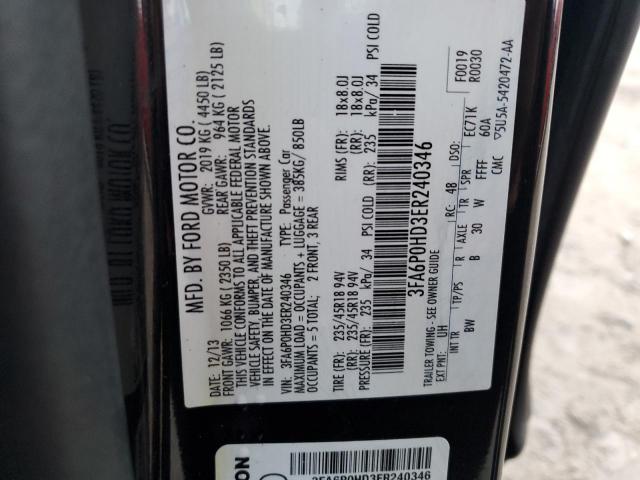 MFD. BY FORD MOTOR CO.
12/13
GVWR: 2019 KG ( 4450 LB)
FRONT GAWR: 1066 KG ( 2350 LB)
REAR GAWR: 964 KG ( 2125 LB)
THIS VEHICLE CONFORMS TO ALL APPLICABLE FEDERAL MOTOR
VEHICLE SAFETY, BUMPER, AND THEFT PREVENTION STANDARDS
IN EFFECT ON THE DATE OF MANUFACTURE SHOWN ABOVE.
VIN: 3FA6P0HD3ER240346 TYPE: Passenger Car
MAXIMUM LOAD = OCCUPANTS + LUGGAGE = 385KG/ 850LB
OCCUPANTS = 5 TOTAL; 2 FRONT, 3 REAR
TIRE (FR): 235/45R18 94V RIMS (FR): 18x8.0J
(RR): 235/45R18 94V (RR): 18x8.0J
PRESSURE (FR): 235 kPa/ 34 PSI COLD (RR): 235 kPa/ 34 PSI COLD
3FA6P0HD3ER240346
TRAILER TOWING - SEE OWNER GUIDE
F0019
R0030
EXT PNT: UH RC: 48 DSO:
INT TR TP/PS R AXLE TR SPR EC71K
BW B 30 W FFFF 60A
CMC 5U5A-5420472-AA
ON
3FA6P0HD3ER240346